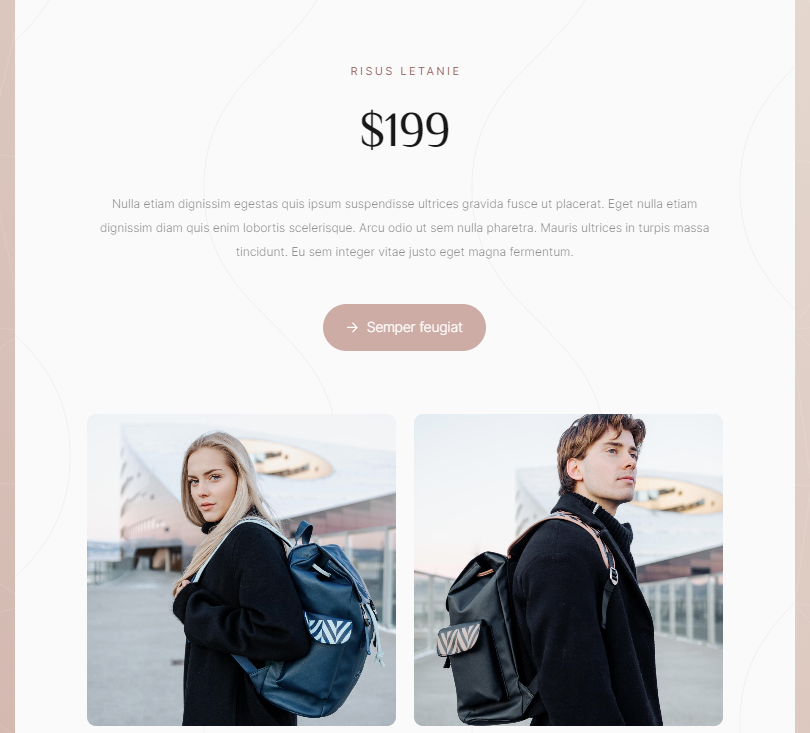 RISUS LETANIE
$199
Nulla etiam dignissim egestas quis ipsum suspendisse ultrices gravida fusce ut placerat. Eget nulla etiam
dignissim diam quis enim lobortis scelerisque. Arcu odio ut sem nulla pharetra. Mauris ultrices in turpis massa
tincidunt. Eu sem integer vitae justo eget magna fermentum.
→ Semper feugiat